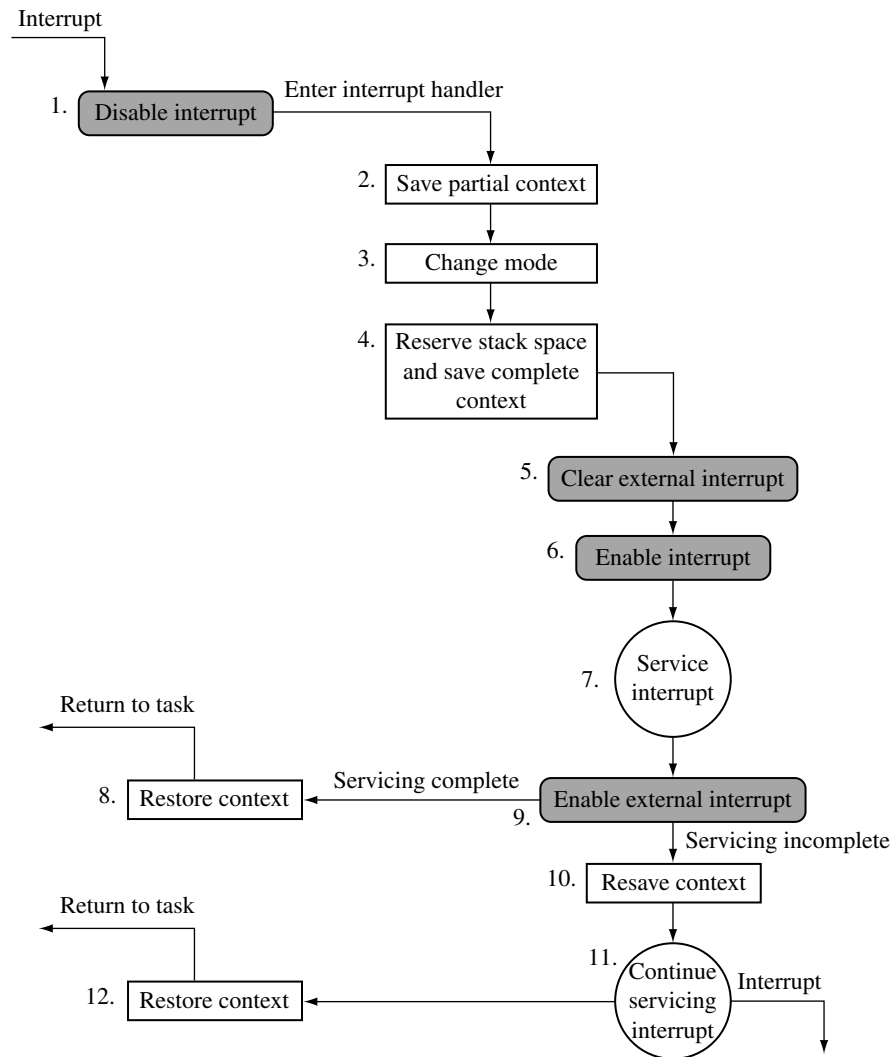 Interrupt
1.
Disable interrupt
Enter interrupt handler
2.
Save partial context
3.
Change mode
4.
Reserve stack space
and save complete
context
5.
Clear external interrupt
6.
Enable interrupt
7.
Service
interrupt
Return to task
8.
Restore context
Servicing complete
9.
Enable external interrupt
Servicing incomplete
10.
Resave context
Return to task
12.
Restore context
11.
Continue
servicing
interrupt
Interrupt